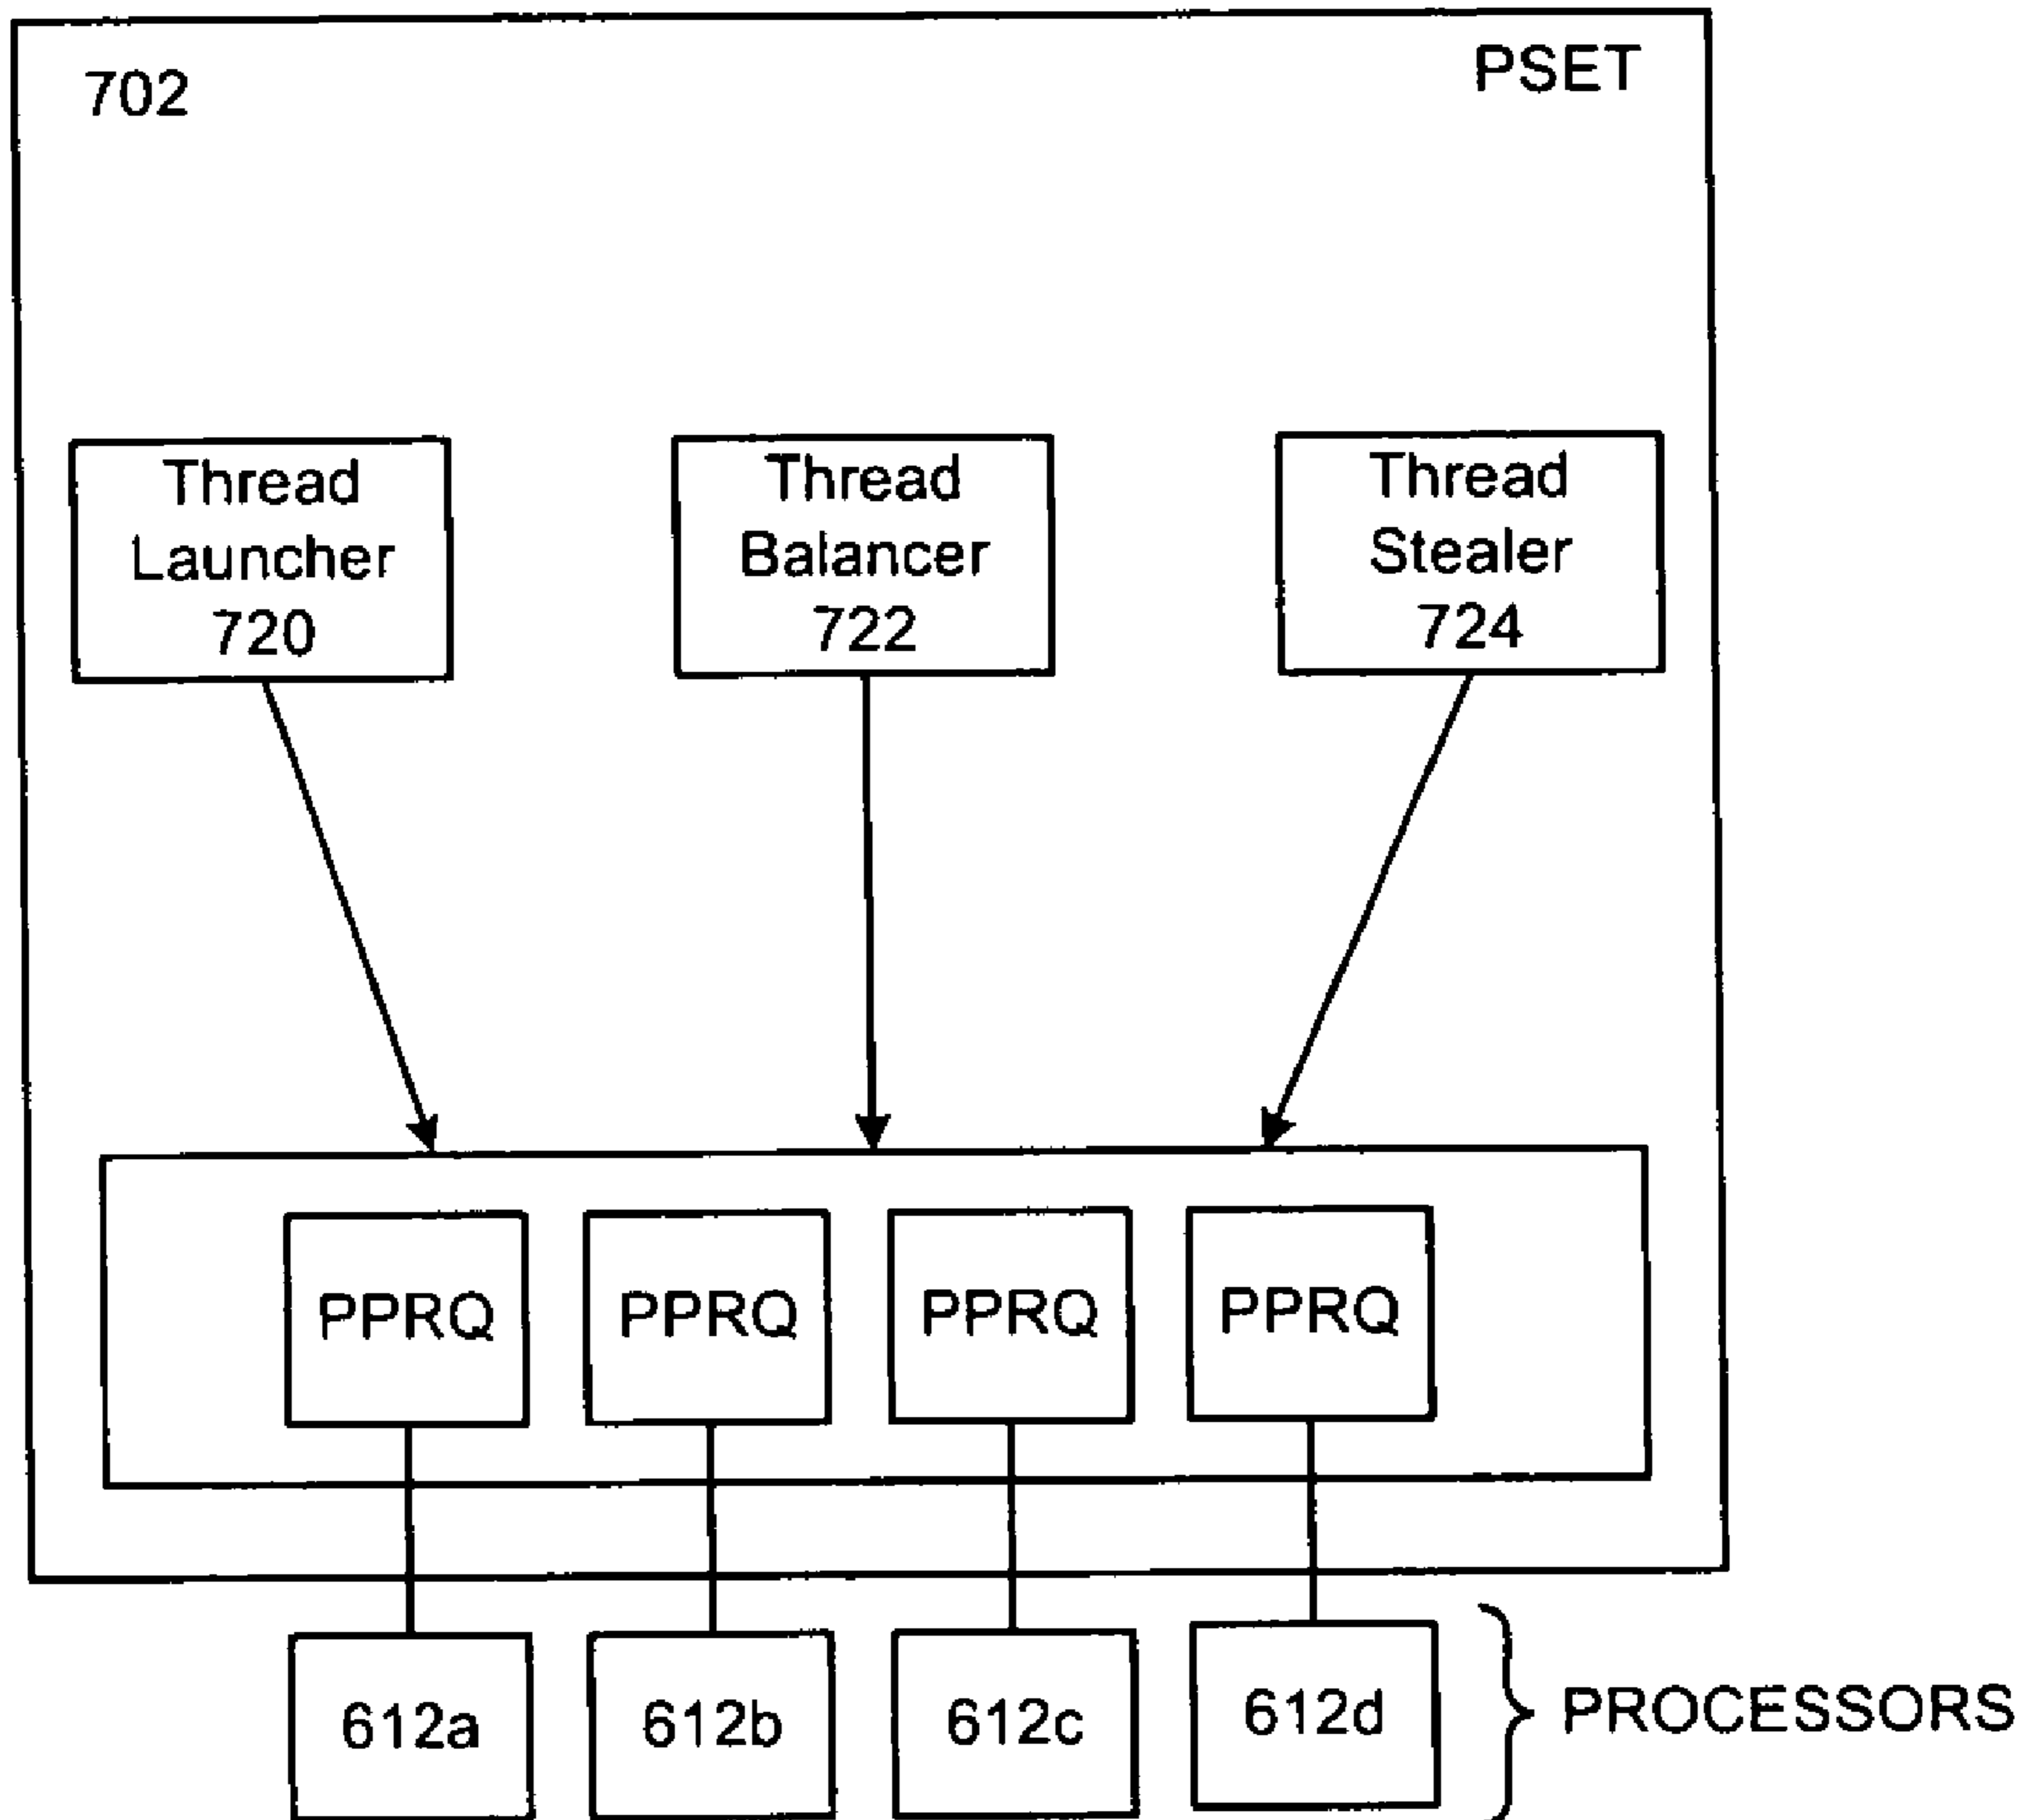 702
PSET
Thread
Launcher
720
Thread
Balancer
722
Thread
Stealer
724
PPRQ
PPRQ
PPRQ
PPRQ
612a
612b
612c
612d
PROCESSORS